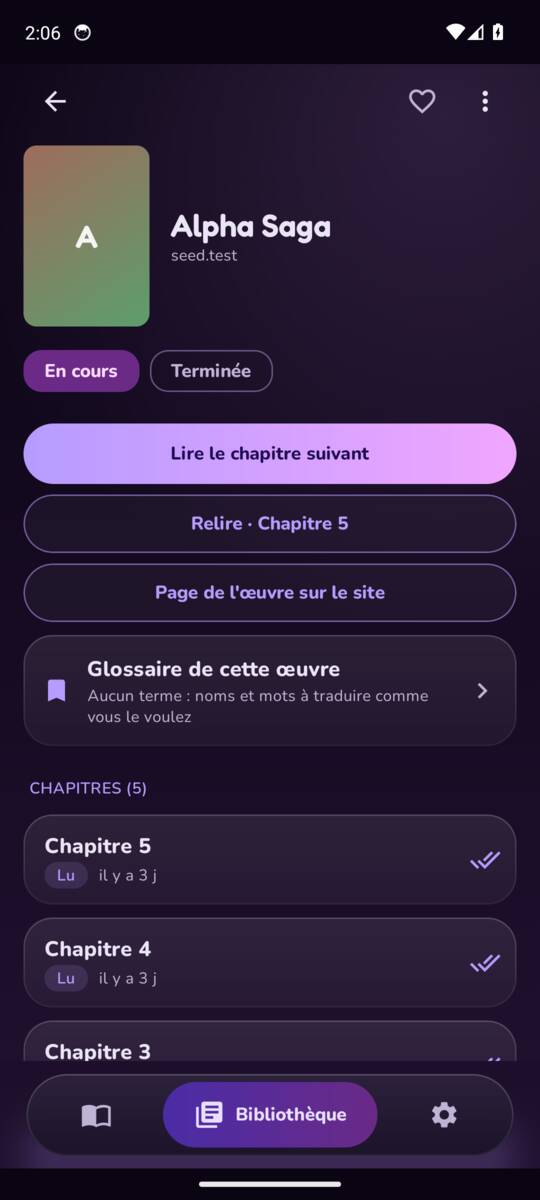 2:06
A
Alpha Saga
seed.test
En cours
Terminée
Lire le chapitre suivant
Relire · Chapitre 5
Page de l'œuvre sur le site
Glossaire de cette œuvre
Aucun terme : noms et mots à traduire comme
vous le voulez
CHAPITRES (5)
Chapitre 5
Lu il y a 3 j
Chapitre 4
Lu il y a 3 j
Chapitre 3
Bibliothèque